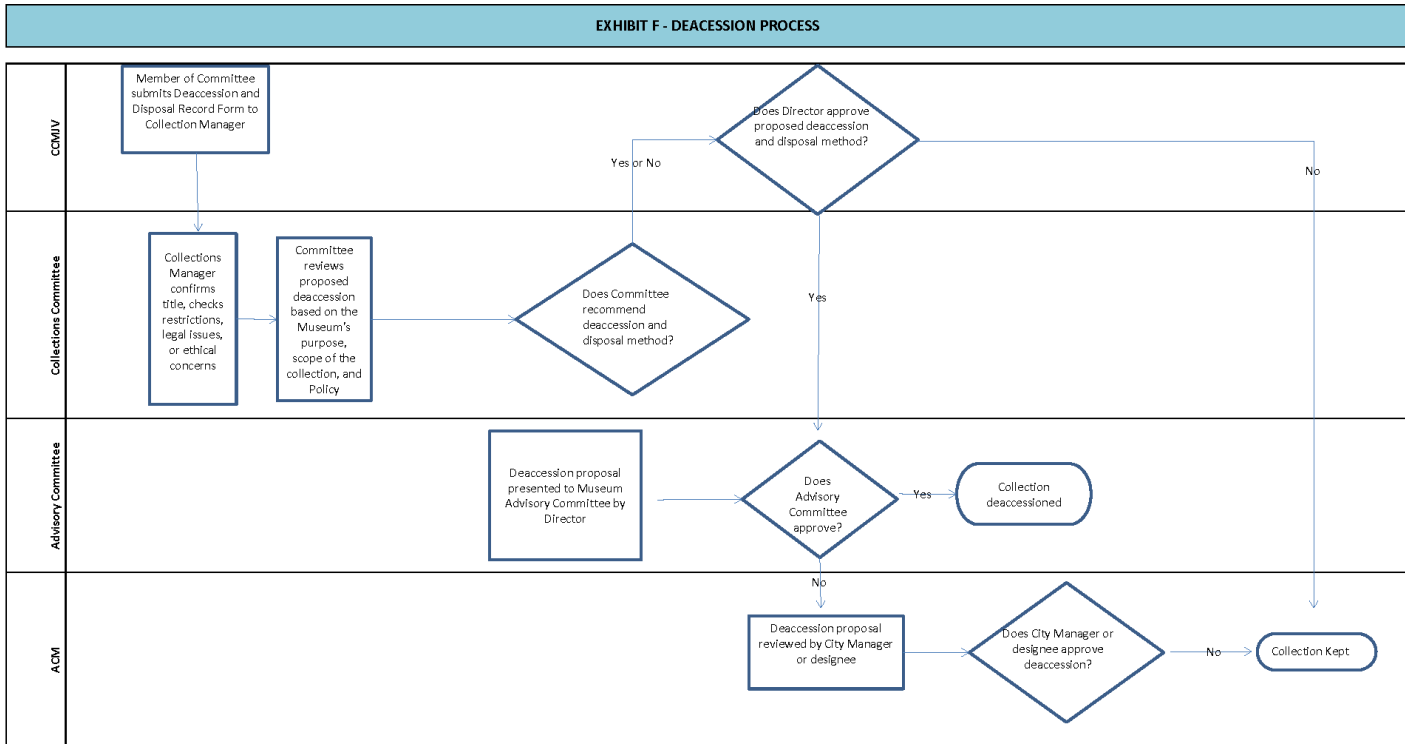 EXHIBIT F - DEACESSION PROCESS
CCMIV
Member of Committee
submits Deaccession and
Disposal Record Form to
Collection Manager
Does Director approve
proposed deaccession
and disposal method?
Yes or No
No
Collections Committee
Collections
Manager
confirms
title, checks
restrictions,
legal issues,
or ethical
concerns
Committee
reviews
proposed
deaccession
based on the
Museum's
purpose,
scope of the
collection, and
Policy
Does Committee
recommend
deaccession and
disposal method?
Yes
Advisory Committee
Deaccession proposal
presented to Museum
Advisory Committee by
Director
Does
Advisory
Committee
approve?
Yes
Collection
deaccessioned
No
ACM
Deaccession proposal
reviewed by City Manager
or designee
Does City Manager or
designee approve
deaccession?
No
Collection Kept